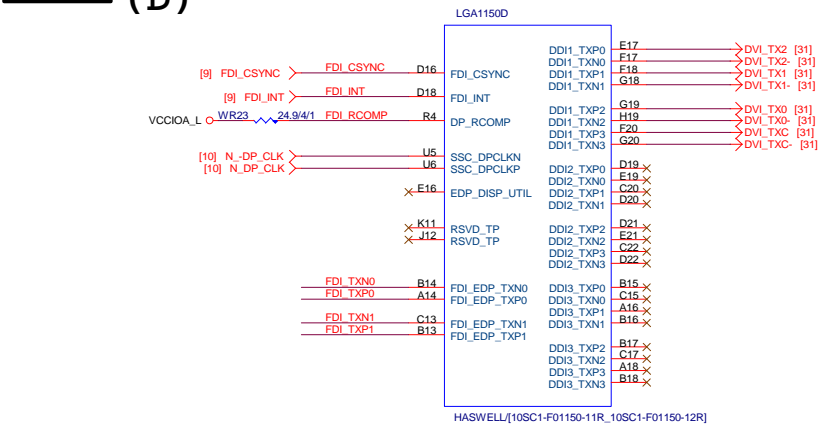 (D)
LGA1150D
[9] FDI_CSYNC FDI_CSYNC D16 FDI_CSYNC
[9] FDI_INT FDI_INT D18 FDI_INT
VCCIOA_L WR23 24.9/4/1 FDI_RCOMP R4 DP_RCOMP
[10] N_-DP_CLK U5 SSC_DPCLKN
[10] N_DP_CLK U6 SSC_DPCLKP
E16 EDP_DISP_UTIL
K11 RSVD_TP
J12 RSVD_TP
FDI_TXN0 B14 FDI_EDP_TXN0
FDI_TXP0 A14 FDI_EDP_TXP0
FDI_TXN1 C13 FDI_EDP_TXN1
FDI_TXP1 B13 FDI_EDP_TXP1
DDI1_TXP0 E17 DVI_TX2 [31]
DDI1_TXN0 F17 DVI_TX2- [31]
DDI1_TXP1 F18 DVI_TX1 [31]
DDI1_TXN1 G18 DVI_TX1- [31]
DDI1_TXP2 G19 DVI_TX0 [31]
DDI1_TXN2 H19 DVI_TX0- [31]
DDI1_TXP3 F20 DVI_TXC [31]
DDI1_TXN3 G20 DVI_TXC- [31]
DDI2_TXP0 D19
DDI2_TXN0 E19
DDI2_TXP1 C20
DDI2_TXN1 D20
DDI2_TXP2 D21
DDI2_TXN2 E21
DDI2_TXP3 C22
DDI2_TXN3 D22
DDI3_TXP0 B15
DDI3_TXN0 C15
DDI3_TXP1 A16
DDI3_TXN1 B16
DDI3_TXP2 B17
DDI3_TXN2 C17
DDI3_TXP3 A18
DDI3_TXN3 B18
HASWELL/[10SC1-F01150-11R_10SC1-F01150-12R]